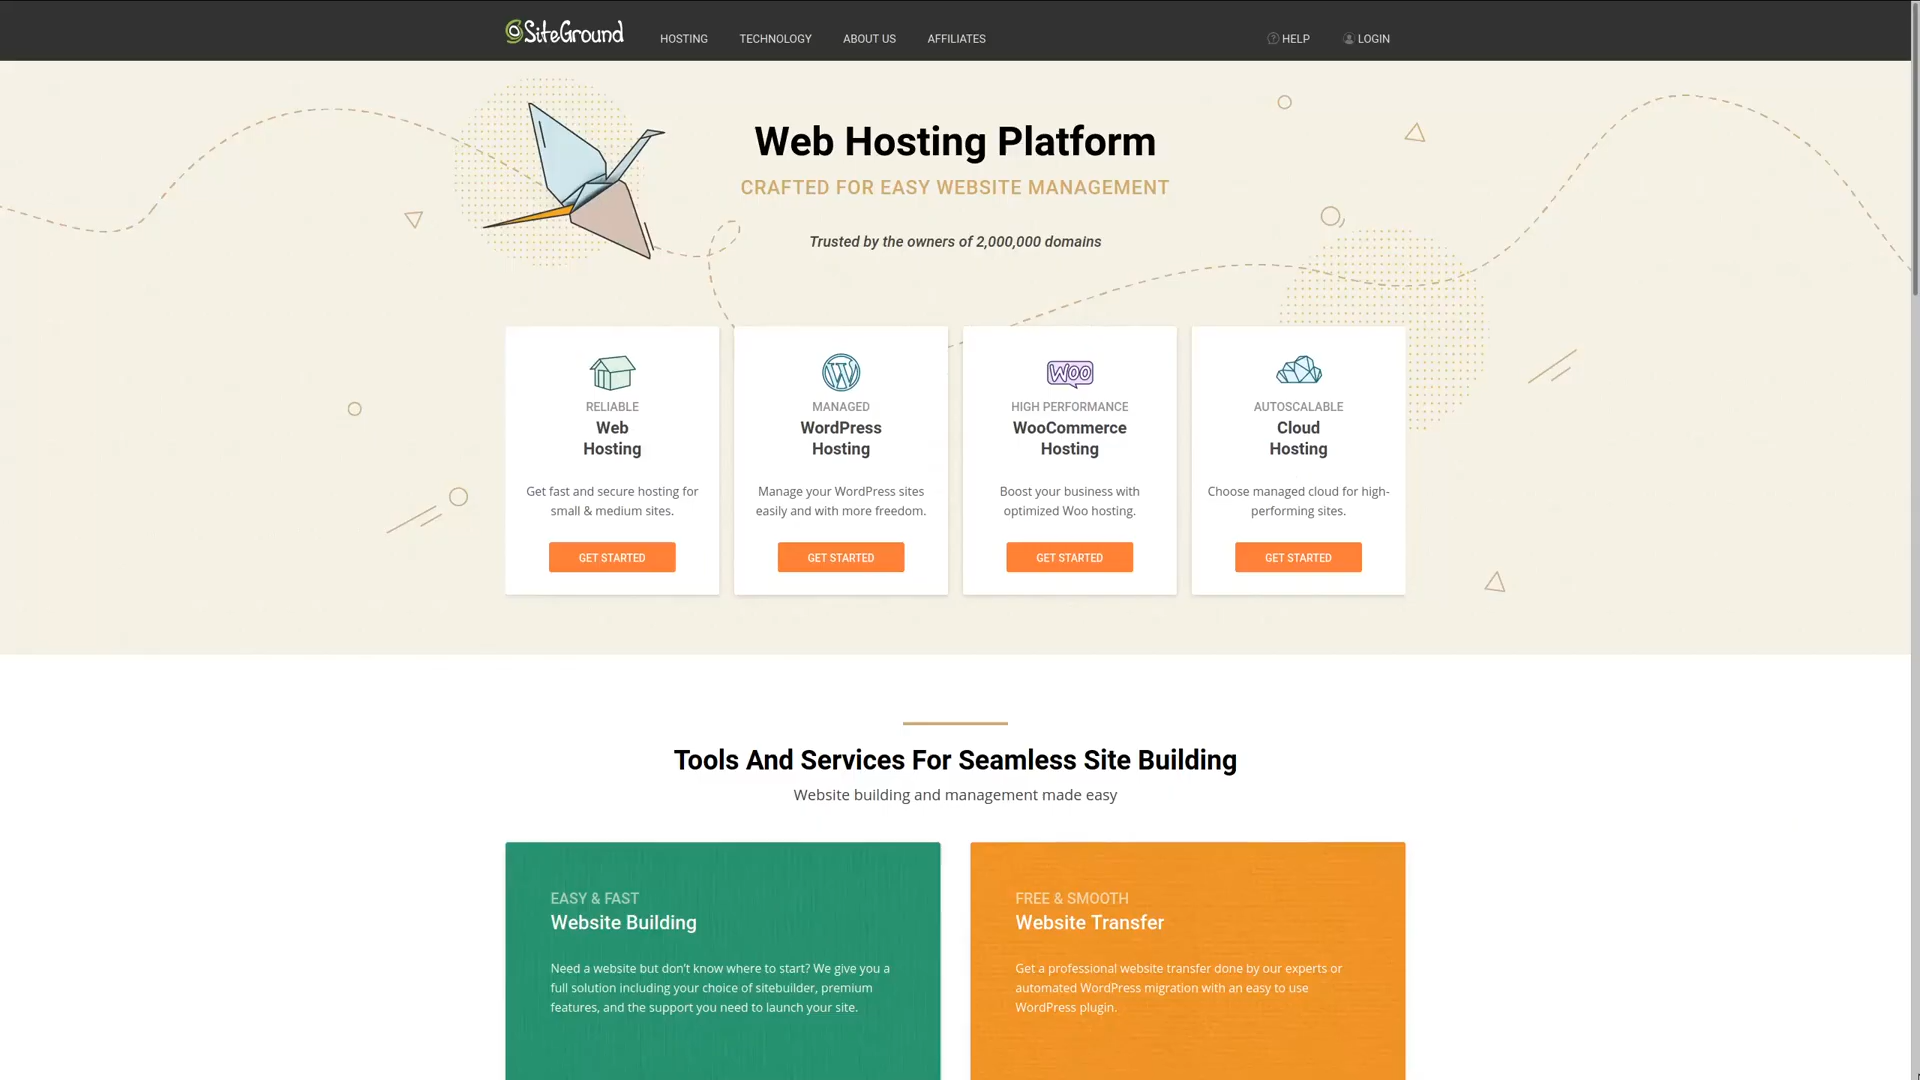 SiteGround
HOSTING
TECHNOLOGY
ABOUT US
AFFILIATES
HELP
LOGIN
Web Hosting Platform
CRAFTED FOR EASY WEBSITE MANAGEMENT
Trusted by the owners of 2,000,000 domains
RELIABLE
Web
Hosting
Get fast and secure hosting for
small & medium sites.
GET STARTED
MANAGED
WordPress
Hosting
Manage your WordPress sites
easily and with more freedom.
GET STARTED
WOO
HIGH PERFORMANCE
WooCommerce
Hosting
Boost your business with
optimized Woo hosting.
GET STARTED
AUTOSCALABLE
Cloud
Hosting
Choose managed cloud for high-
performing sites.
GET STARTED
Tools And Services For Seamless Site Building
Website building and management made easy
EASY & FAST
Website Building
Need a website but don't know where to start? We give you a
full solution including your choice of sitebuilder, premium
features, and the support you need to launch your site.
FREE & SMOOTH
Website Transfer
Get a professional website transfer done by our experts or
automated WordPress migration with an easy to use
WordPress plugin.